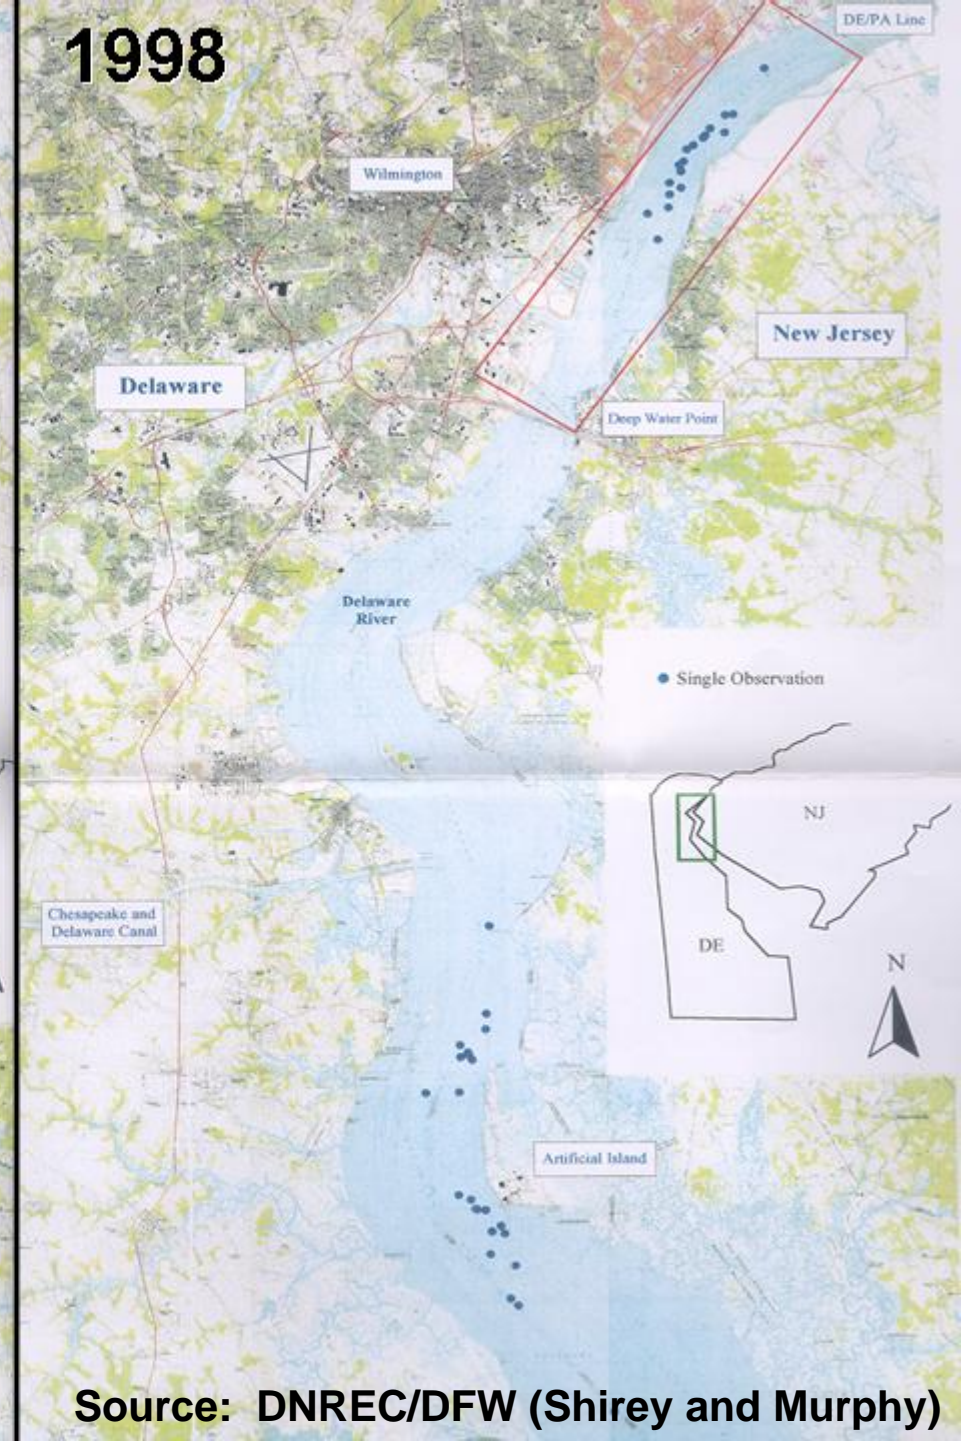 1998
DE/PA Line
Wilmington
New Jersey
Delaware
Deep Water Point
Delaware
River
Single Observation
NJ
Chesapeake and
Delaware Canal
DE
N
Artificial Island
Source: DNREC/DFW (Shirey and Murphy)